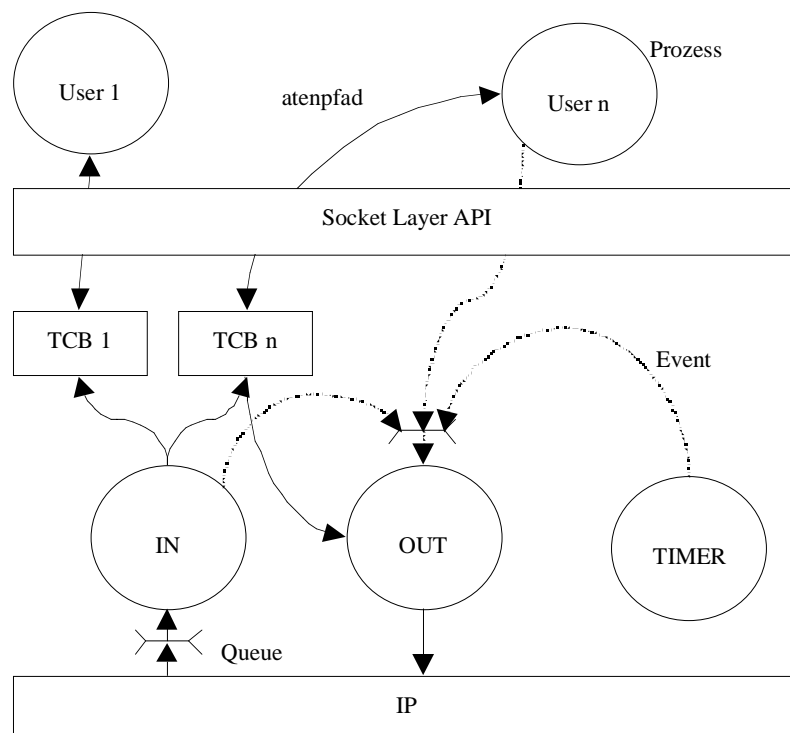 Prozess
User 1
atenpfad
User n
Socket Layer API
TCB 1
TCB n
Event
IN
OUT
TIMER
Queue
IP